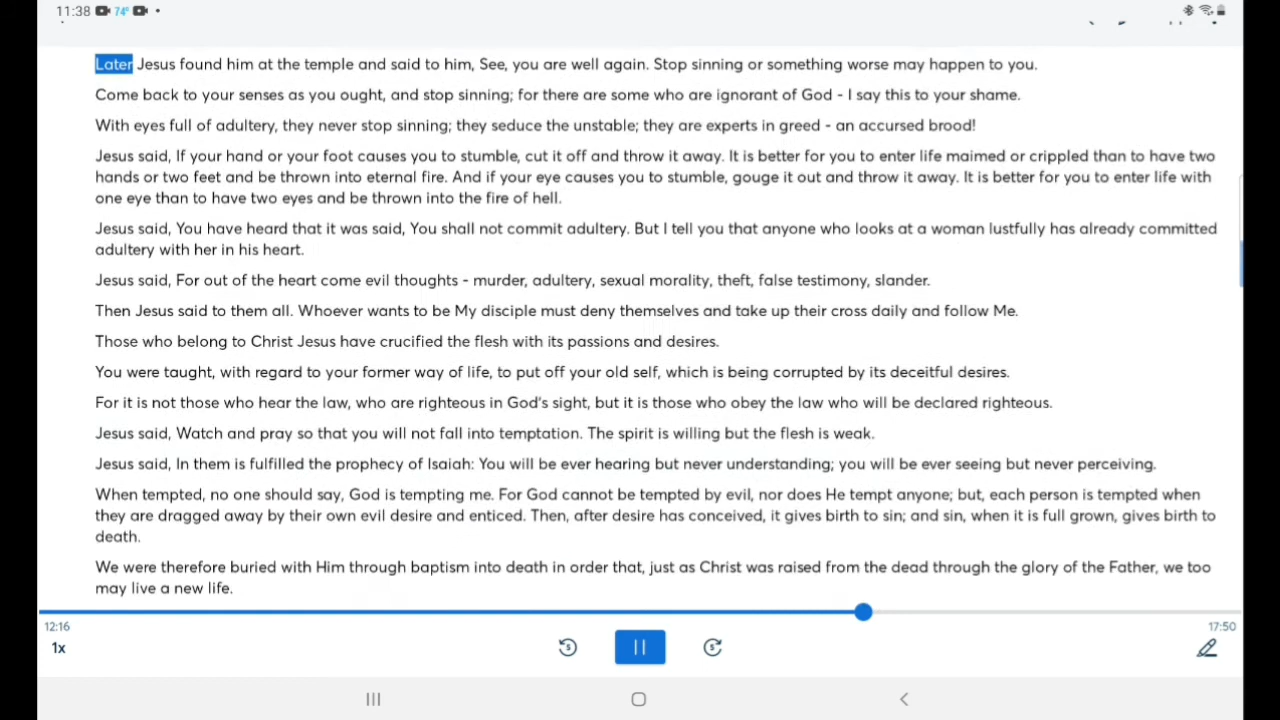 11:38 74°
Later Jesus found him at the temple and said to him, See, you are well again. Stop sinning or something worse may happen to you.
Come back to your senses as you ought, and stop sinning; for there are some who are ignorant of God - I say this to your shame.
With eyes full of adultery, they never stop sinning; they seduce the unstable; they are experts in greed - an accursed brood!
Jesus said, If your hand or your foot causes you to stumble, cut it off and throw it away. It is better for you to enter life maimed or crippled than to have two
hands or two feet and be thrown into eternal fire. And if your eye causes you to stumble, gouge it out and throw it away. It is better for you to enter life with
one eye than to have two eyes and be thrown into the fire of hell.
Jesus said, You have heard that it was said, You shall not commit adultery. But I tell you that anyone who looks at a woman lustfully has already committed
adultery with her in his heart.
Jesus said, For out of the heart come evil thoughts - murder, adultery, sexual morality, theft, false testimony, slander.
Then Jesus said to them all. Whoever wants to be My disciple must deny themselves and take up their cross daily and follow Me.
Those who belong to Christ Jesus have crucified the flesh with its passions and desires.
You were taught, with regard to your former way of life, to put off your old self, which is being corrupted by its deceitful desires.
For it is not those who hear the law, who are righteous in God's sight, but it is those who obey the law who will be declared righteous.
Jesus said, Watch and pray so that you will not fall into temptation. The spirit is willing but the flesh is weak.
Jesus said, In them is fulfilled the prophecy of Isaiah: You will be ever hearing but never understanding; you will be ever seeing but never perceiving.
When tempted, no one should say, God is tempting me. For God cannot be tempted by evil, nor does He tempt anyone; but, each person is tempted when
they are dragged away by their own evil desire and enticed. Then, after desire has conceived, it gives birth to sin; and sin, when it is full grown, gives birth to
death.
We were therefore buried with Him through baptism into death in order that, just as Christ was raised from the dead through the glory of the Father, we too
may live a new life.
12:16 17:50
1x 5 5